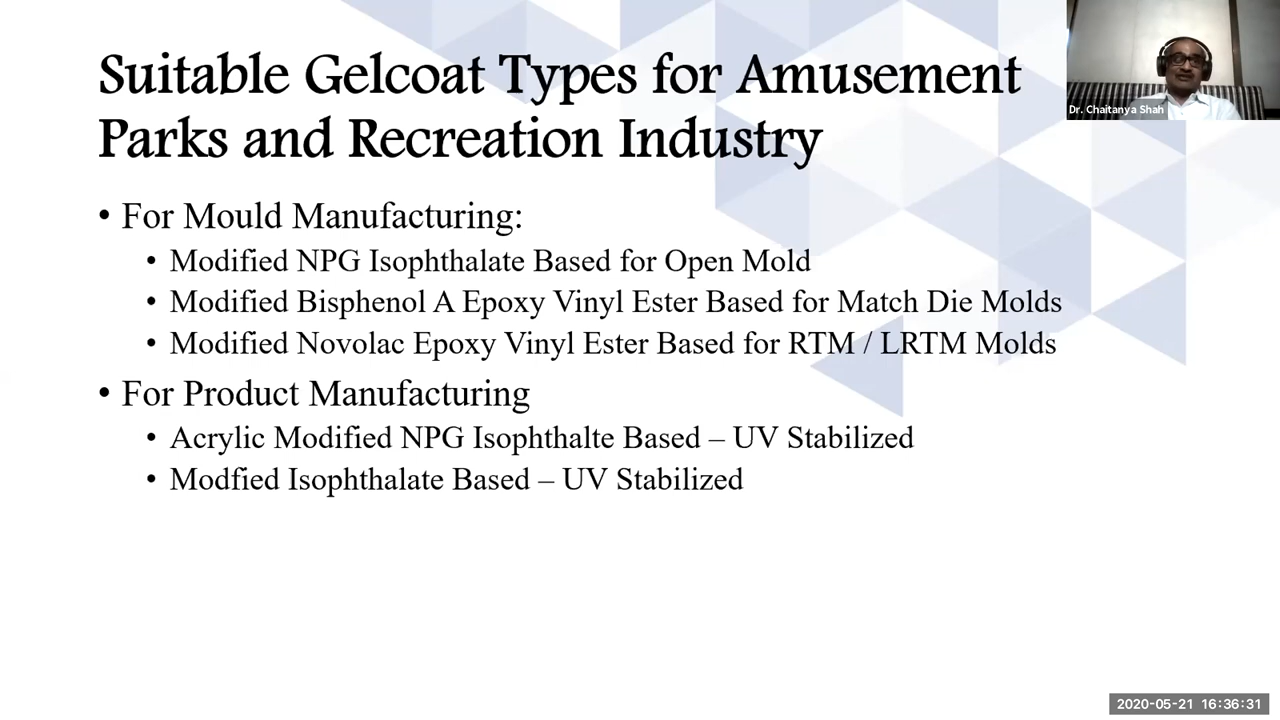 Suitable Gelcoat Types for Amusement
Parks and Recreation Industry
Dr. Chaitanya Shah
• For Mould Manufacturing:
• Modified NPG Isophthalate Based for Open Mold
• Modified Bisphenol A Epoxy Vinyl Ester Based for Match Die Molds
• Modified Novolac Epoxy Vinyl Ester Based for RTM / LRTM Molds
• For Product Manufacturing
• Acrylic Modified NPG Isophthalte Based – UV Stabilized
• Modfied Isophthalate Based – UV Stabilized
2020-05-21 16:36:31